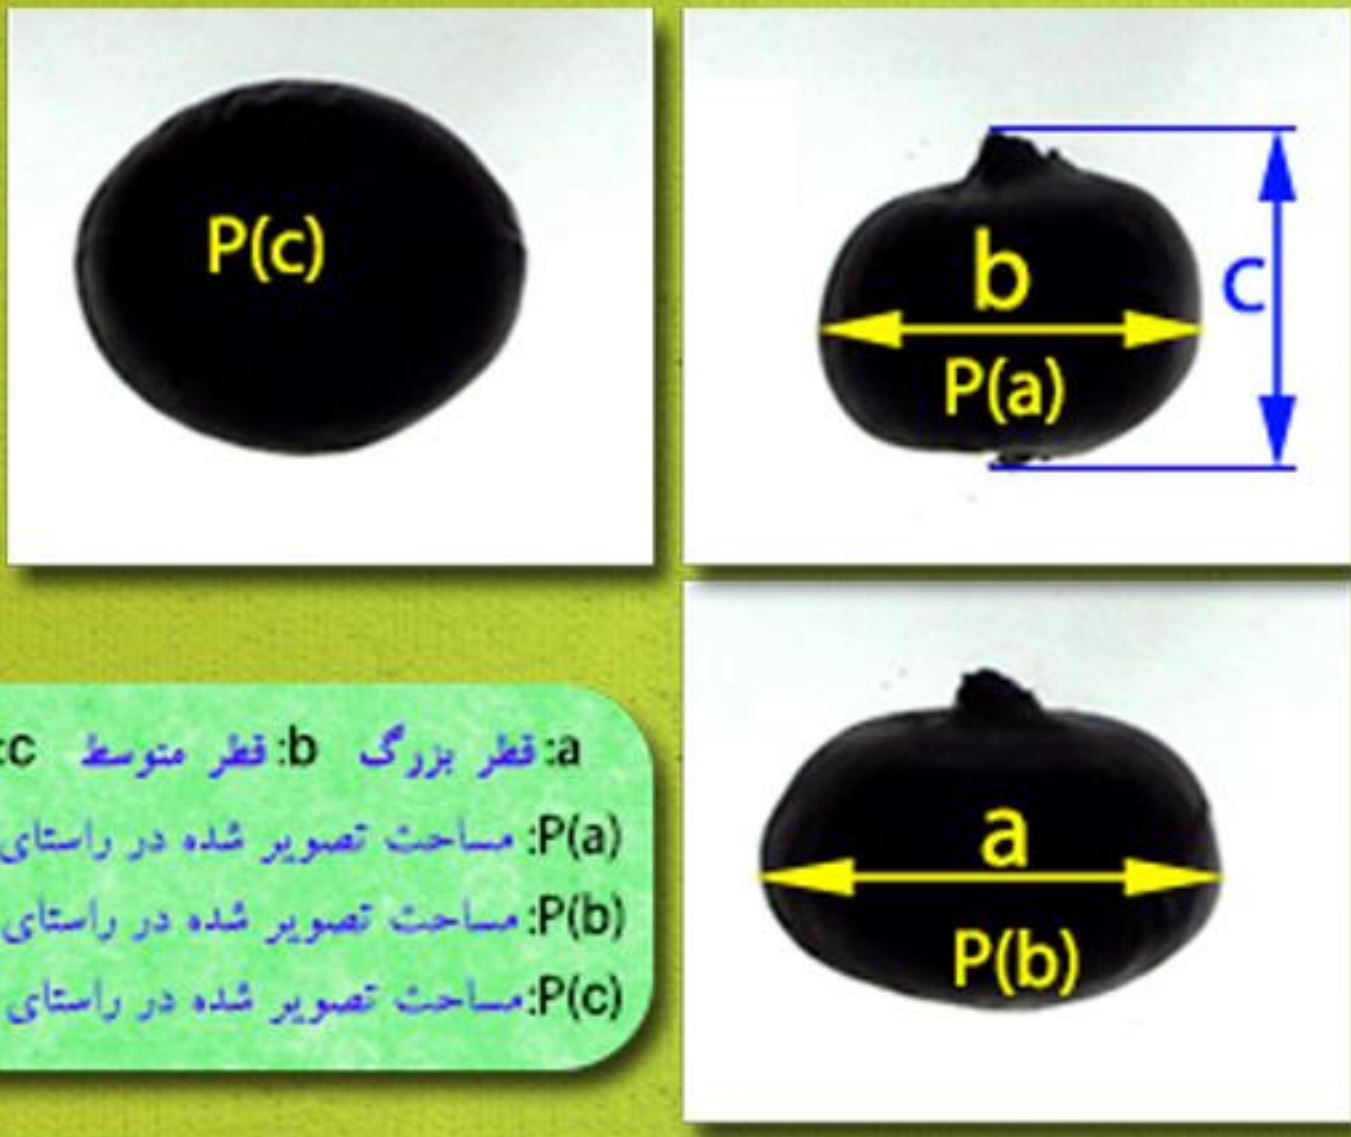 P(c)
b
P(a)
c
a
P(b)
a: قطر بزرگ b: قطر متوسط c:
P(a): مساحت تصویر شده در راستای
P(b): مساحت تصویر شده در راستای
P(c): مساحت تصویر شده در راستای